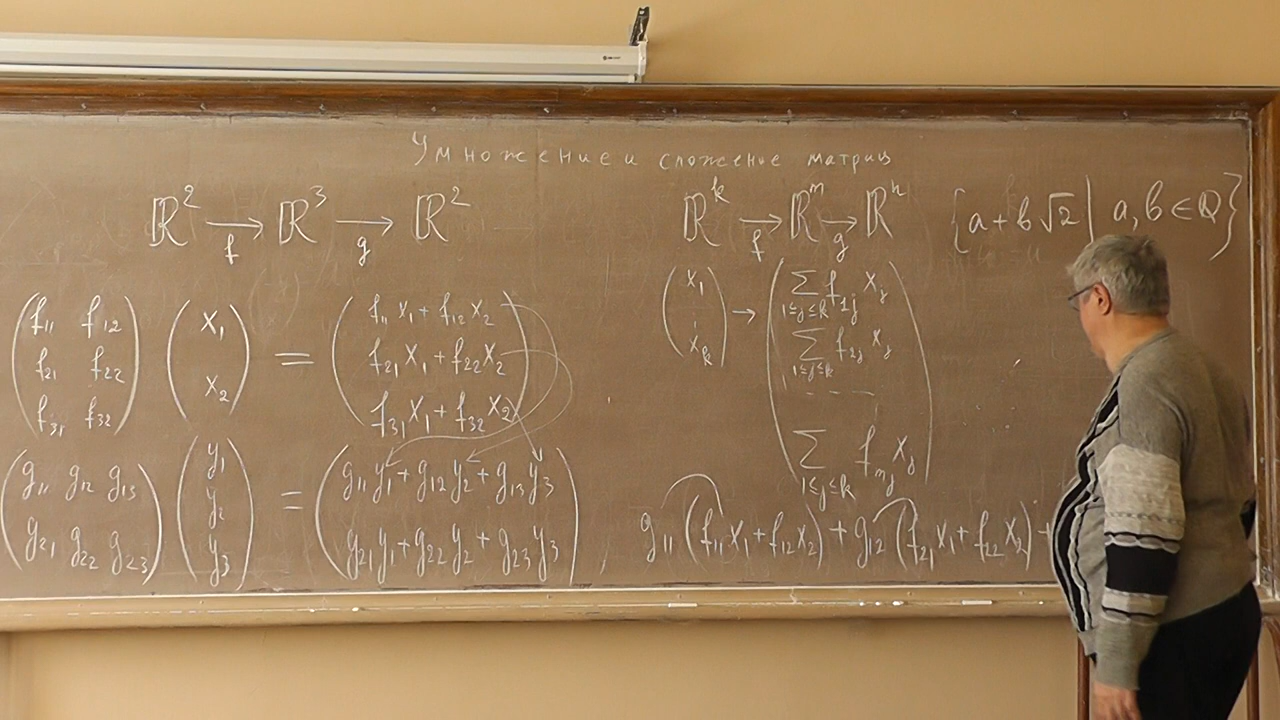 Умножение и сложение матриц
ℝ² →f ℝ³ →g ℝ²
ℝᵏ →f ℝᵐ →g ℝⁿ
{a+b√2 | a, b ∈ ℚ}
(f₁₁ f₁₂) (x₁) (f₁₁x₁ + f₁₂x₂)
(f₂₁ f₂₂) = (f₂₁x₁ + f₂₂x₂)
(f₃₁ f₃₂) (x₂) (f₃₁x₁ + f₃₂x₂)
(g₁₁ g₁₂ g₁₃) (y₁) (g₁₁y₁ + g₁₂y₂ + g₁₃y₃)
(y₂) =
(g₂₁ g₂₂ g₂₃) (y₃) (g₂₁y₁ + g₂₂y₂ + g₂₃y₃)
(x₁) → (∑ f₁ⱼ xⱼ)
1≤j≤k
(xₖ) (∑ f₂ⱼ xⱼ)
1≤j≤k
∑ fₘⱼ xⱼ
1≤j≤k
g₁₁(f₁₁x₁+f₁₂x₂) + g₁₂(f₂₁x₁+f₂₂x₂)+